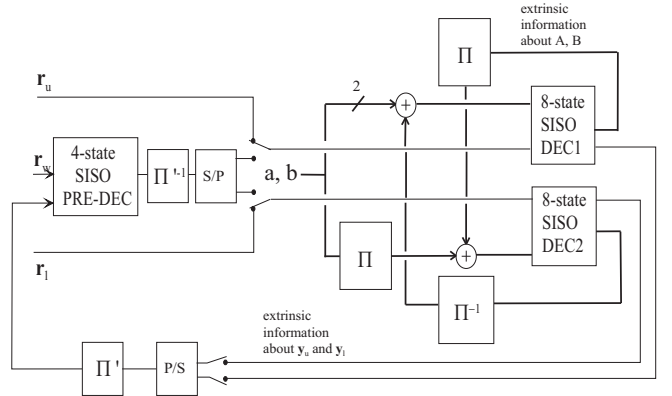 extrinsic
information
about A, B
Π
r_u
2
+
8-state
SISO
DEC1
r_w
4-state
SISO
PRE-DEC
Π'⁻¹
S/P
a, b
8-state
SISO
DEC2
Π
+
r_l
Π⁻¹
extrinsic
information
about y_u and y_l
Π'
P/S